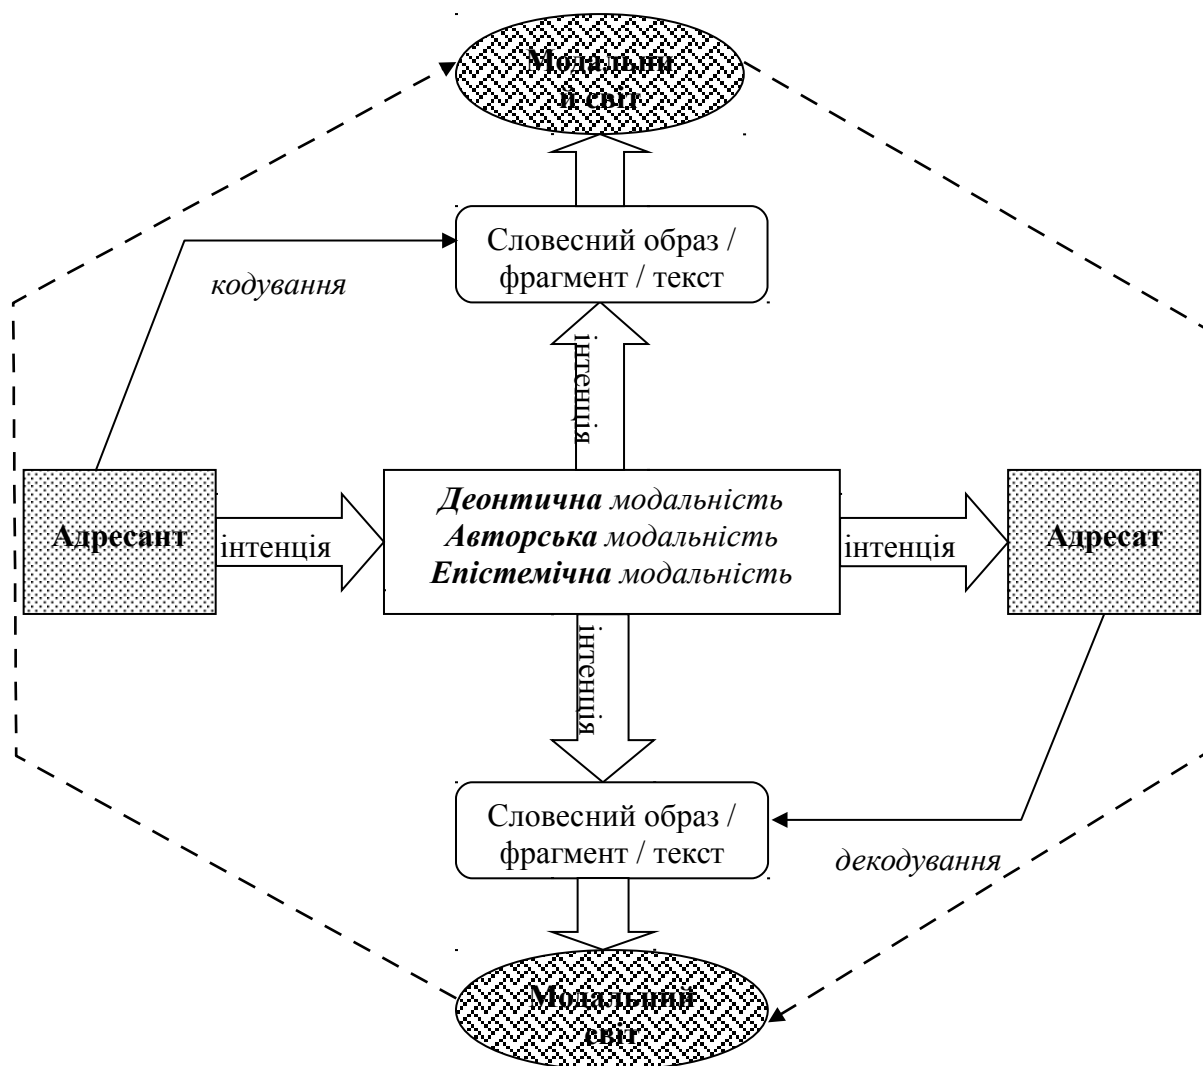 Модальни
й світ
Словесний образ /
фрагмент / текст
кодування
інтенція
Адресант
інтенція
Деонтична модальність
Авторська модальність
Епістемічна модальність
інтенція
Адресат
інтенція
Словесний образ /
фрагмент / текст
декодування
Модальний
світ